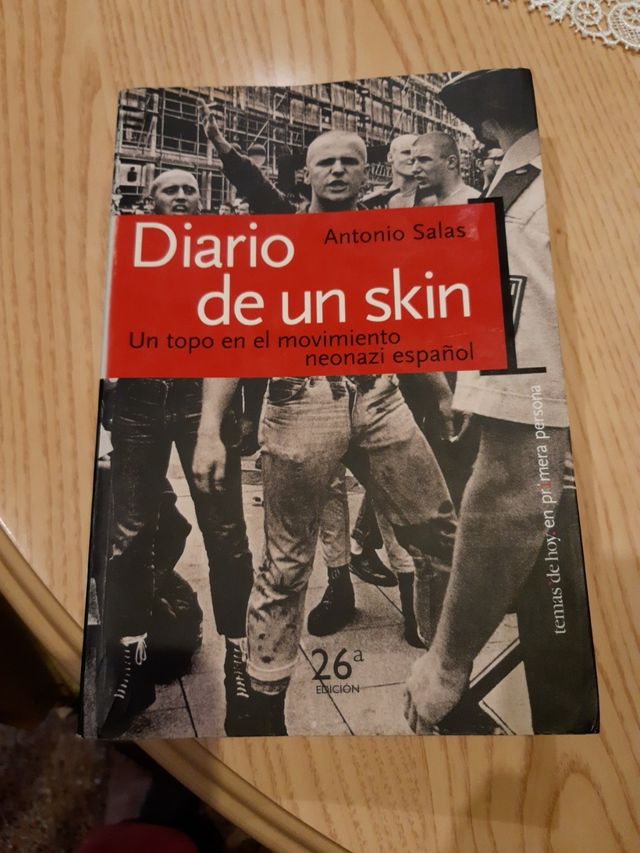 Antonio Salas
Diario
de un skin
Un topo en el movimiento
neonazi español
1
temas de hoy. en primera persona
26ª
EDICIÓN